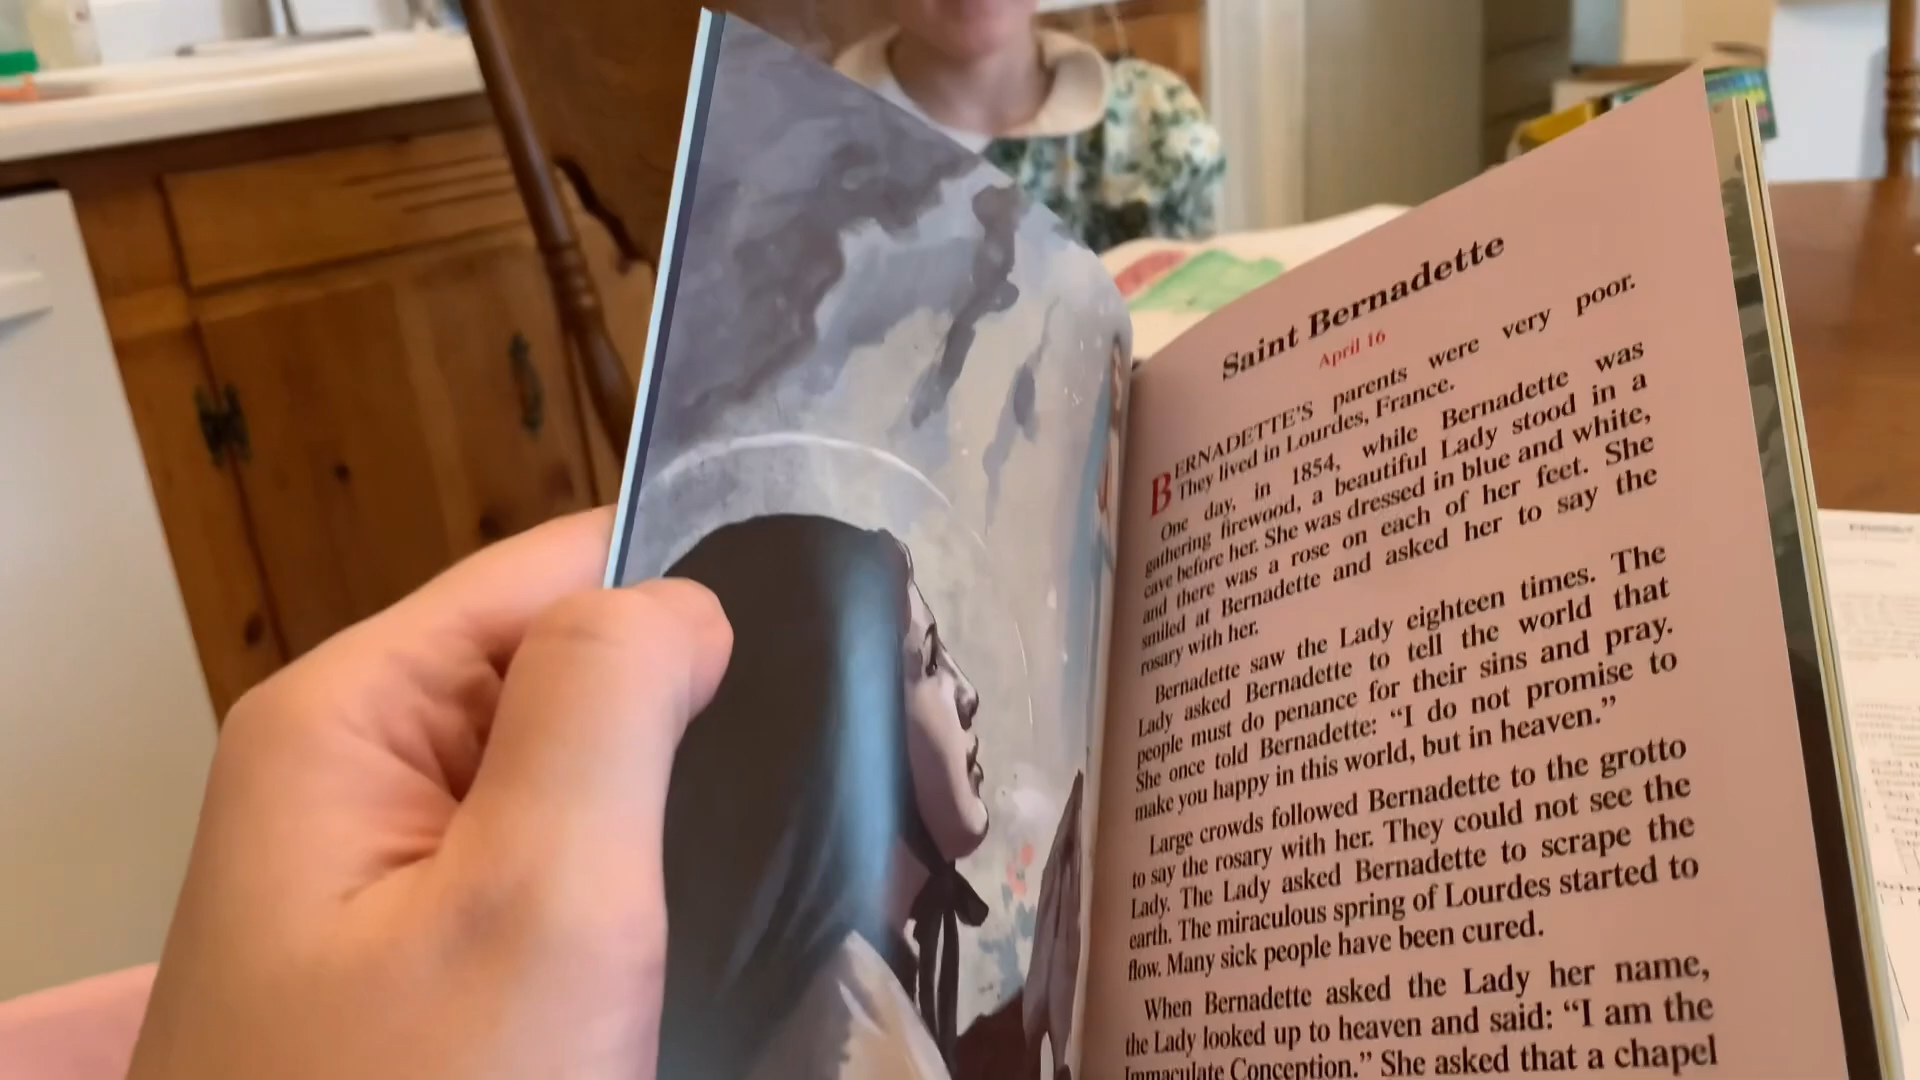 Saint Bernadette
April 16
BERNADETTE'S parents were very poor.
They lived in Lourdes, France.
One day, in 1854, while Bernadette was
gathering firewood, a beautiful Lady stood in a
cave before her. She was dressed in blue and white,
and there was a rose on each of her feet. She
smiled at Bernadette and asked her to say the
rosary with her.
Bernadette saw the Lady eighteen times. The
Lady asked Bernadette to tell the world that
people must do penance for their sins and pray.
She once told Bernadette: “I do not promise to
make you happy in this world, but in heaven.”
Large crowds followed Bernadette to the grotto
to say the rosary with her. They could not see the
Lady. The Lady asked Bernadette to scrape the
earth. The miraculous spring of Lourdes started to
flow. Many sick people have been cured.
When Bernadette asked the Lady her name,
the Lady looked up to heaven and said: “I am the
Immaculate Conception.” She asked that a chapel